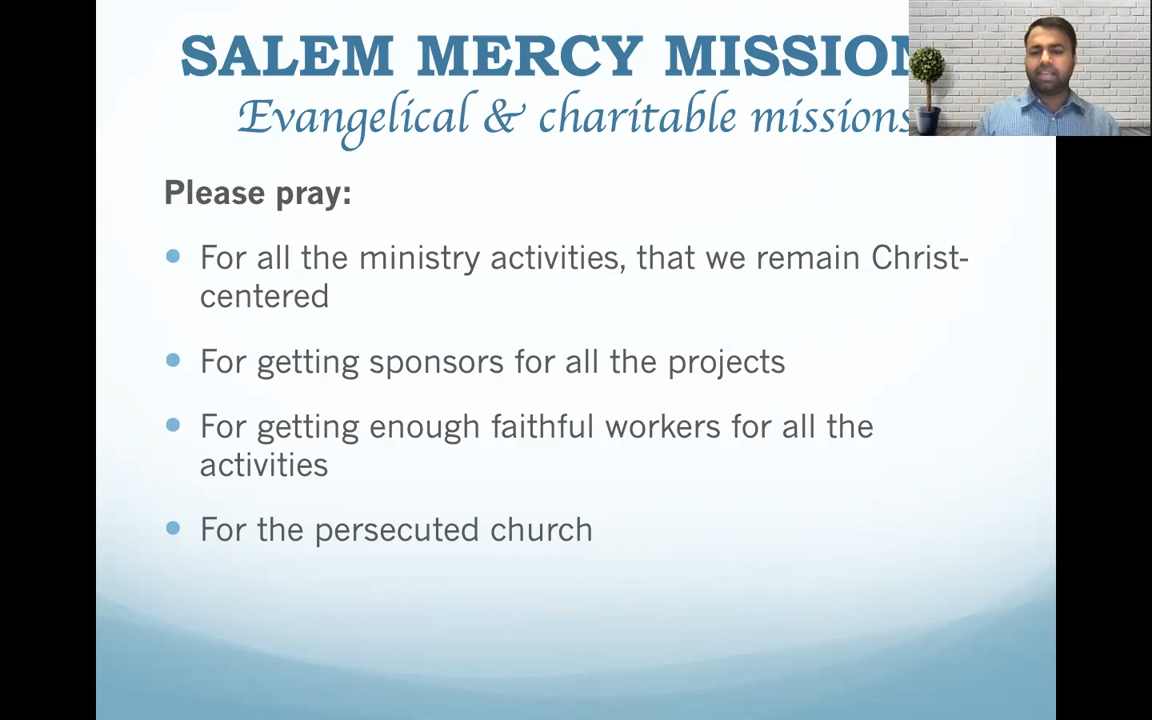 SALEM MERCY MISSION
Evangelical & charitable missions
Please pray:
• For all the ministry activities, that we remain Christ-
centered
• For getting sponsors for all the projects
• For getting enough faithful workers for all the
activities
• For the persecuted church